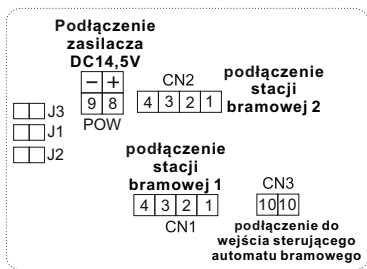 Podłączenie
zasilacza
DC14,5V
− +
9 8
POW
CN2
4 3 2 1
podłączenie
stacji
bramowej 2
J3
J1
J2
podłączenie
stacji
bramowej 1
4 3 2 1
CN1
CN3
10 10
podłączenie do
wejścia sterującego
automatu bramowego